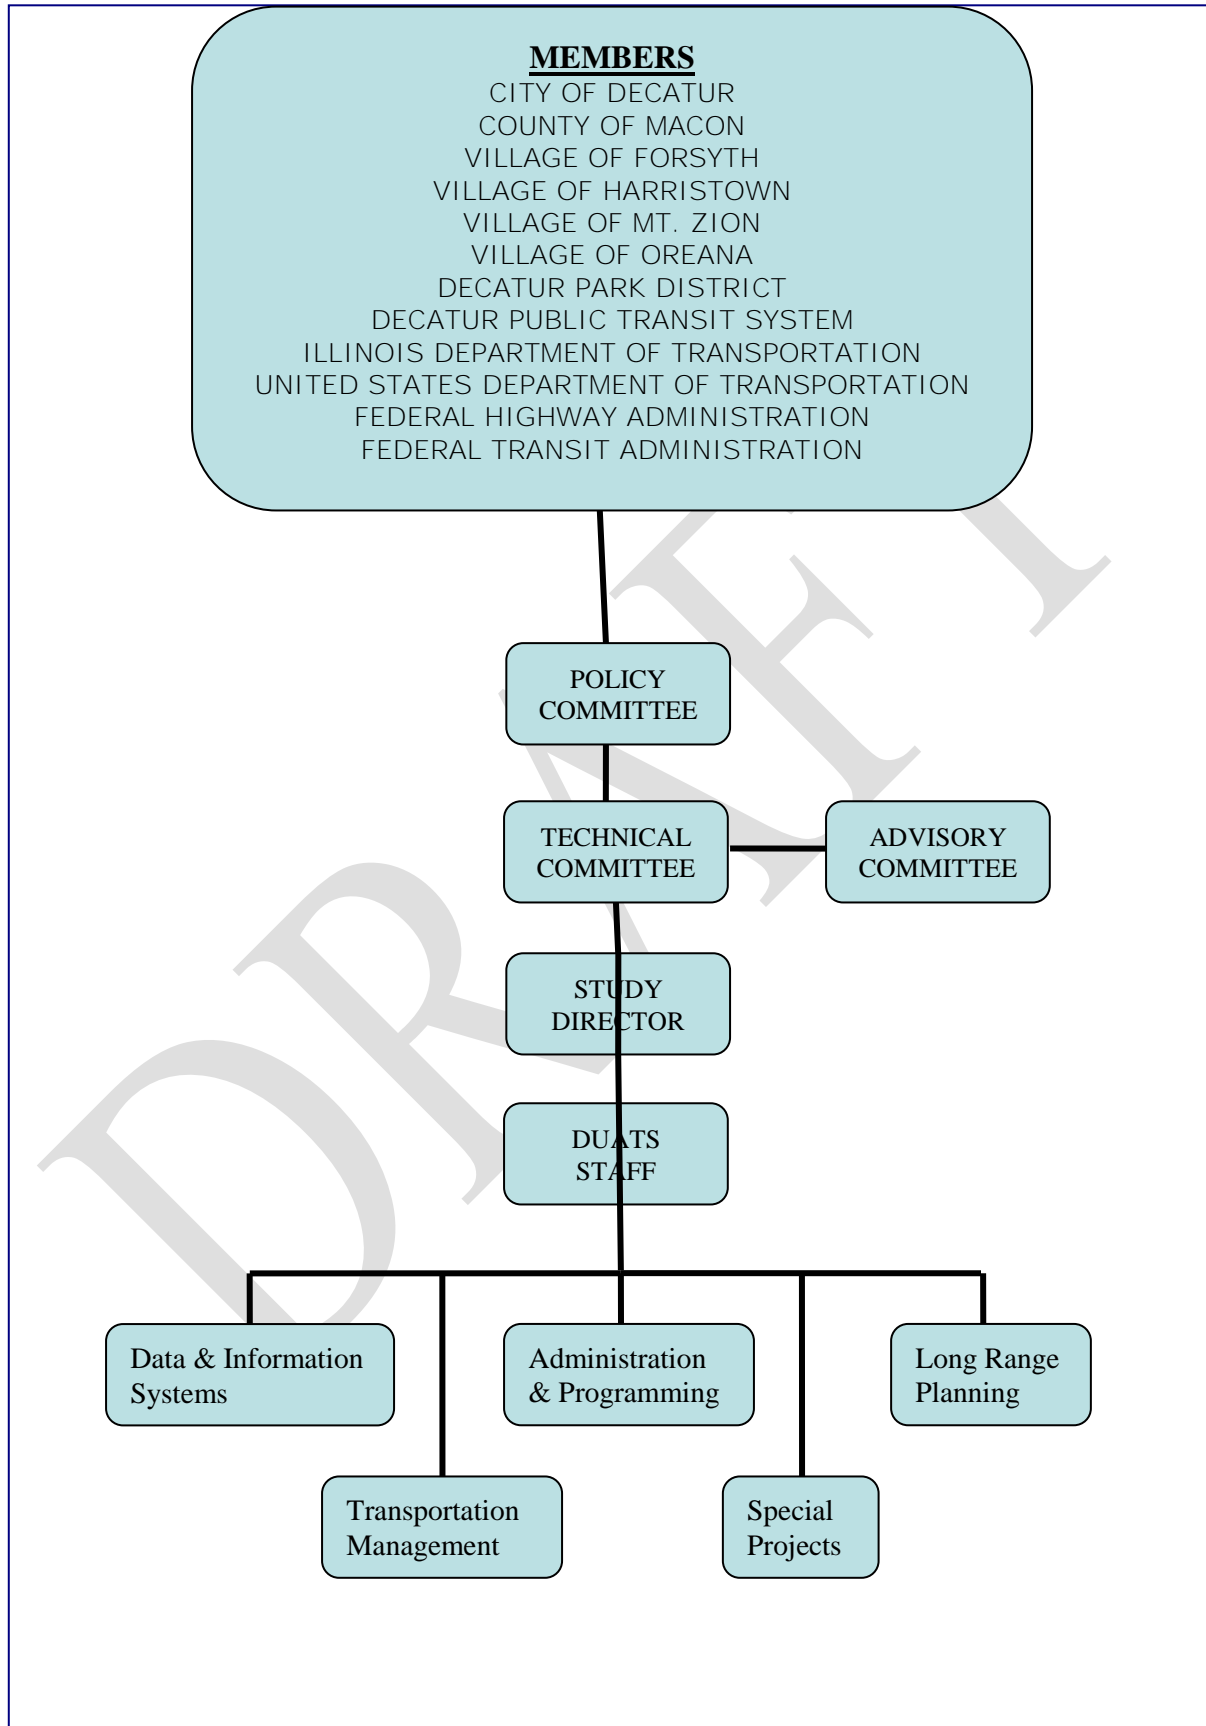 MEMBERS
CITY OF DECATUR
COUNTY OF MACON
VILLAGE OF FORSYTH
VILLAGE OF HARRISTOWN
VILLAGE OF MT. ZION
VILLAGE OF OREANA
DECATUR PARK DISTRICT
DECATUR PUBLIC TRANSIT SYSTEM
ILLINOIS DEPARTMENT OF TRANSPORTATION
UNITED STATES DEPARTMENT OF TRANSPORTATION
FEDERAL HIGHWAY ADMINISTRATION
FEDERAL TRANSIT ADMINISTRATION
POLICY
COMMITTEE
TECHNICAL
COMMITTEE
ADVISORY
COMMITTEE
STUDY
DIRECTOR
DUATS
STAFF
Data & Information
Systems
Administration
& Programming
Long Range
Planning
Transportation
Management
Special
Projects
DRAFT